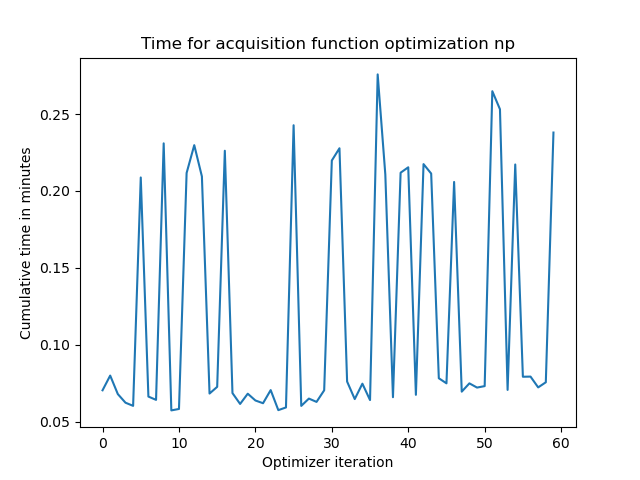 Time for acquisition function optimization np
Cumulative time in minutes
0.25
0.20
0.15
0.10
0.05
0 10 20 30 40 50 60
Optimizer iteration